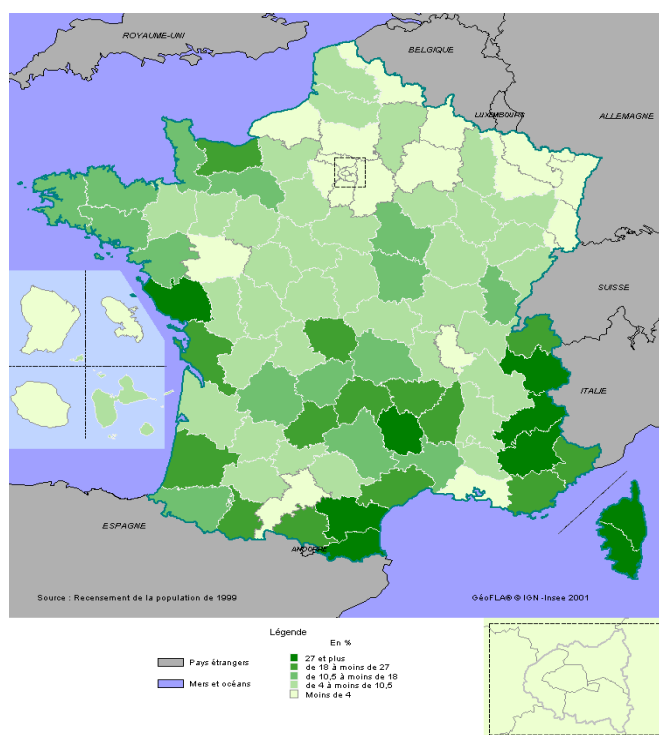 ROYAUME-UNI
BELGIQUE
LUXEMBOURG
ALLEMAGNE
SUISSE
ITALIE
ESPAGNE
ANDORRE
Source : Recensement de la population de 1999
GéoFLA® © IGN -Insee 2001
Légende
En %
Pays étrangers
Mers et océans
27 et plus
de 18 à moins de 27
de 10,5 à moins de 18
de 4 à moins de 10,5
Moins de 4